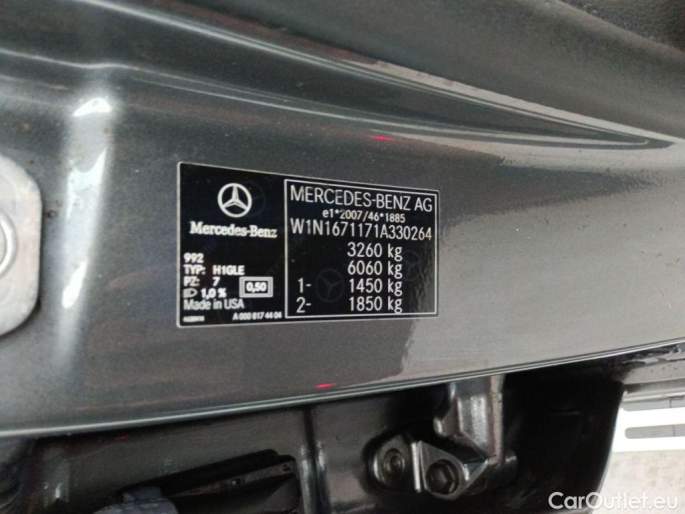 MERCEDES-BENZ AG
e1*2007/46*1885
W1N1671171A330264
3260 kg
6060 kg
1- 1450 kg
2- 1850 kg
Mercedes-Benz
992
TYP: H1GLE
PZ: 7
1,0 % 0,50
Made in USA
A 000 817 44 04
CarOutlet.eu